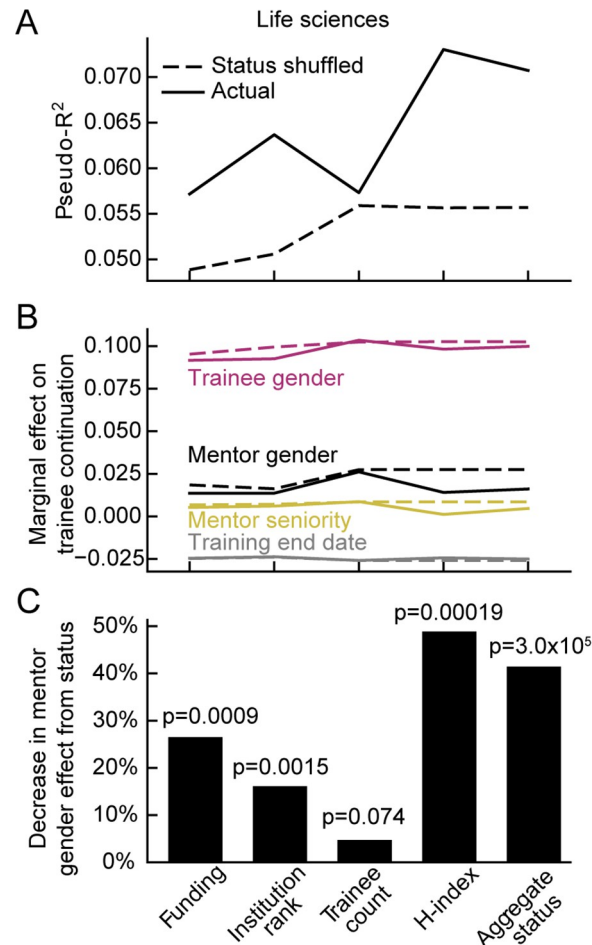 A
Life sciences
Pseudo-R²
0.070
0.065
0.060
0.055
0.050
Status shuffled
Actual
B
Marginal effect on
trainee continuation
0.100
0.075
0.050
0.025
0.000
−0.025
Trainee gender
Mentor gender
Mentor seniority
Training end date
C
Decrease in mentor
gender effect from status
50%
40%
30%
20%
10%
0%
p=0.0009
p=0.0015
p=0.074
p=0.00019
p=3.0x10⁵
Funding
Institution
rank
Trainee
count
H-index
Aggregate
status